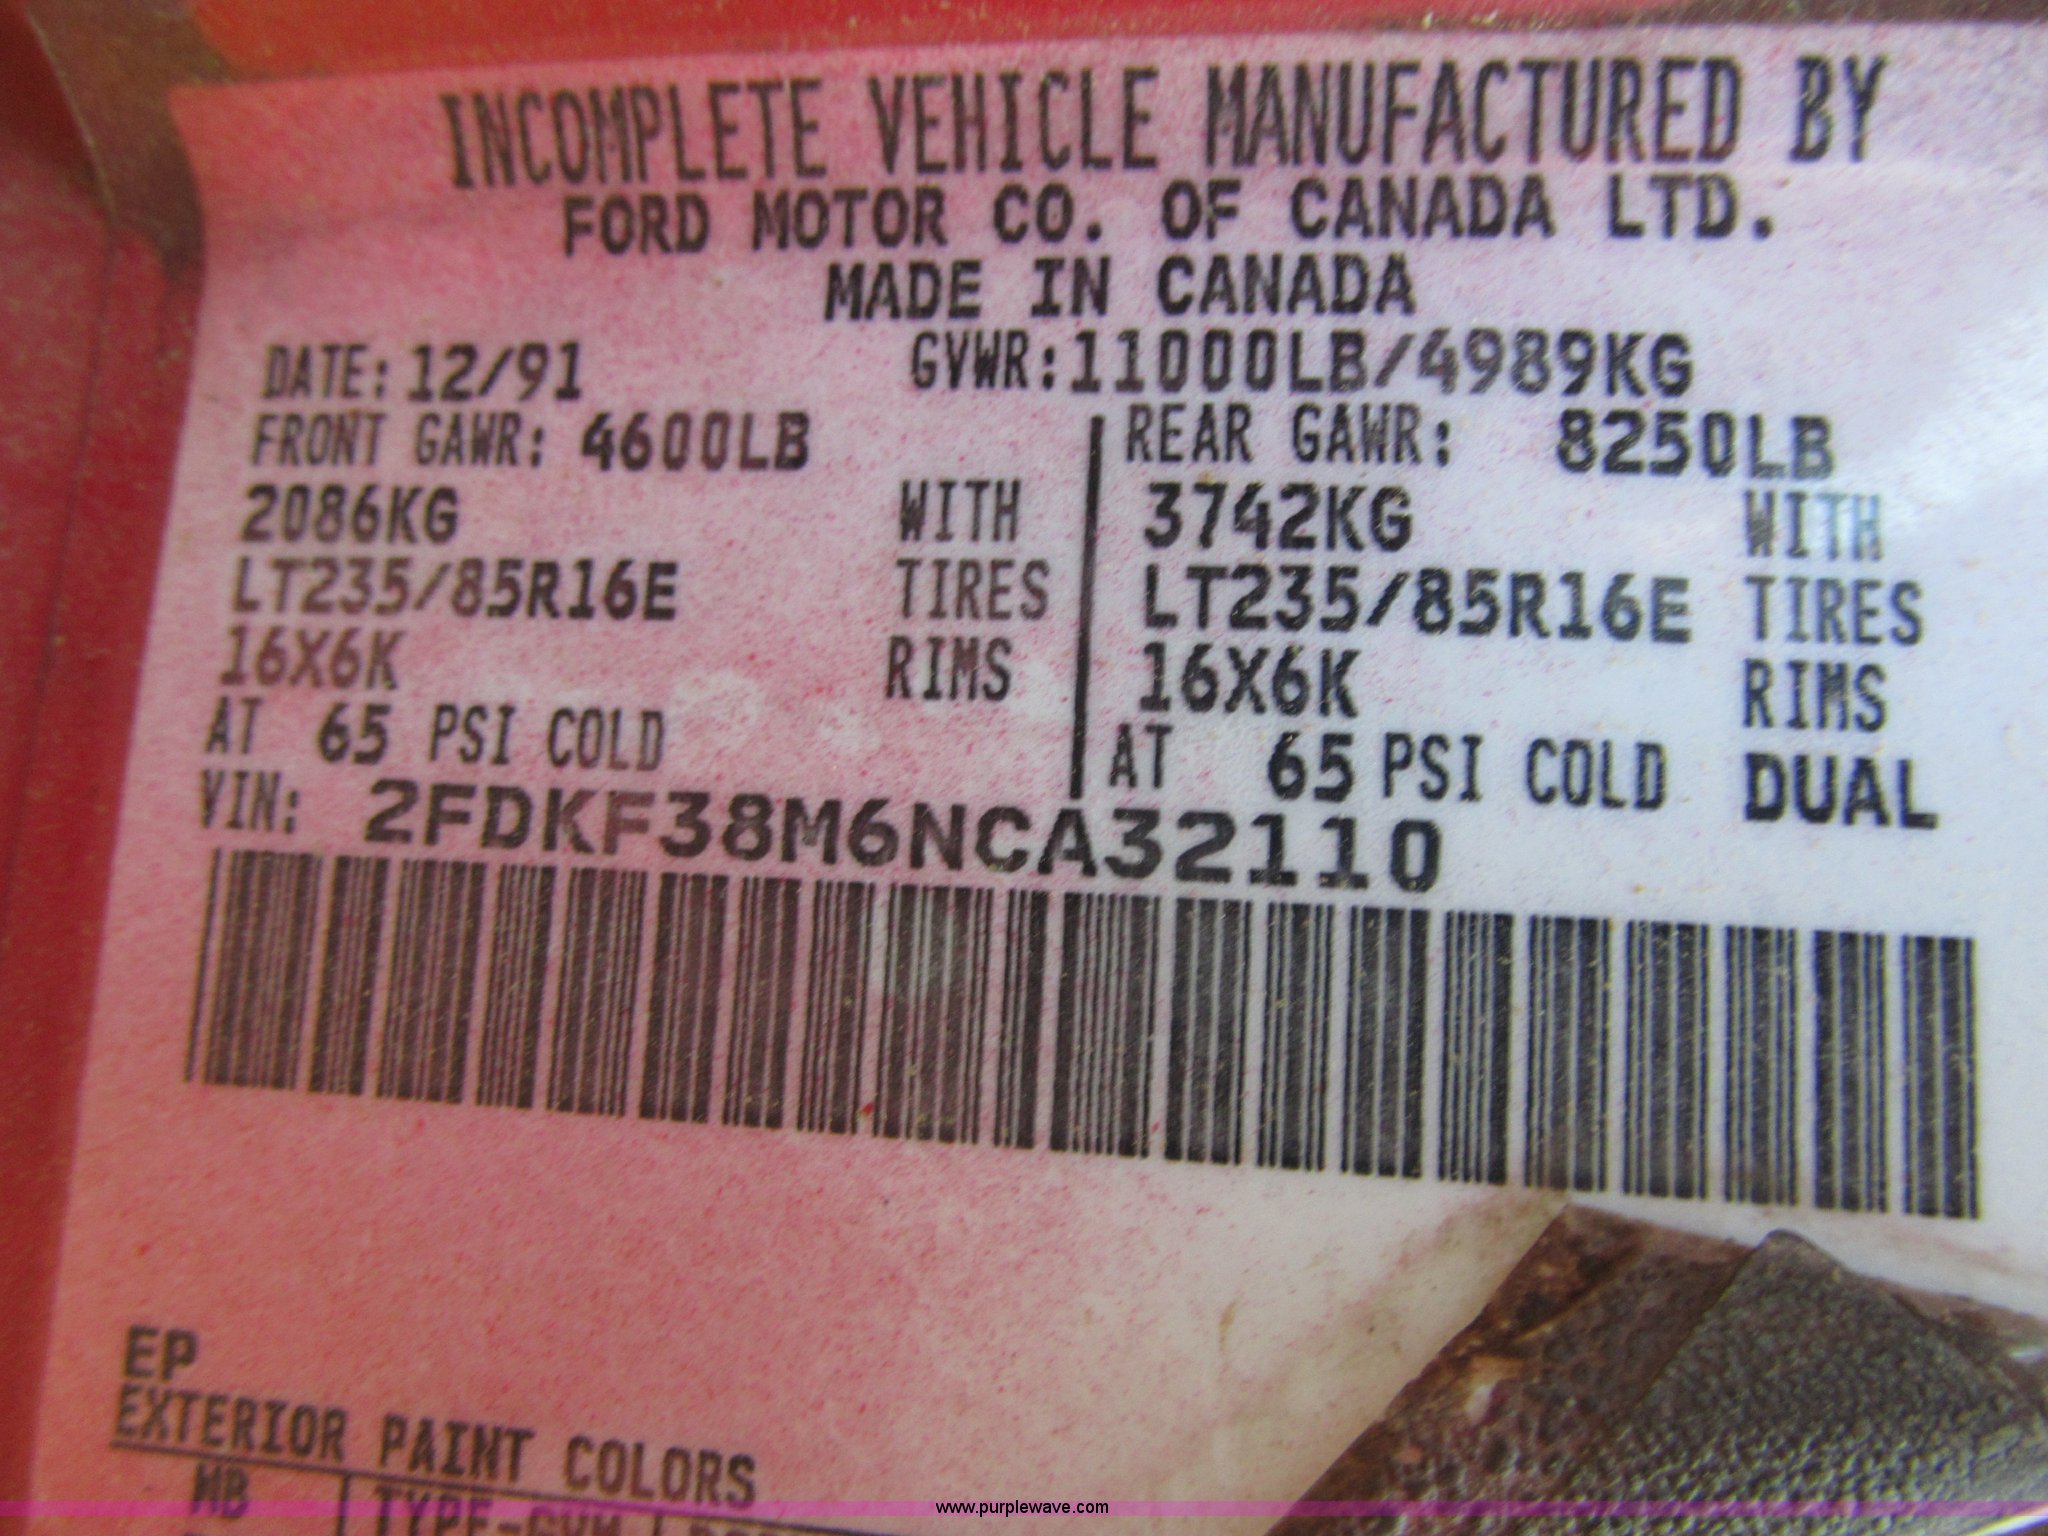 INCOMPLETE VEHICLE MANUFACTURED BY
FORD MOTOR CO. OF CANADA LTD.
MADE IN CANADA
DATE: 12/91 GVWR: 11000LB/4989KG
FRONT GAWR: 4600LB REAR GAWR: 8250LB
2086KG WITH 3742KG WITH
LT235/85R16E TIRES LT235/85R16E TIRES
16X6K RIMS 16X6K RIMS
AT 65 PSI COLD AT 65 PSI COLD DUAL
VIN: 2FDKF38M6NCA32110
EP
EXTERIOR PAINT COLORS
TYPE-GVW
www.purplewave.com